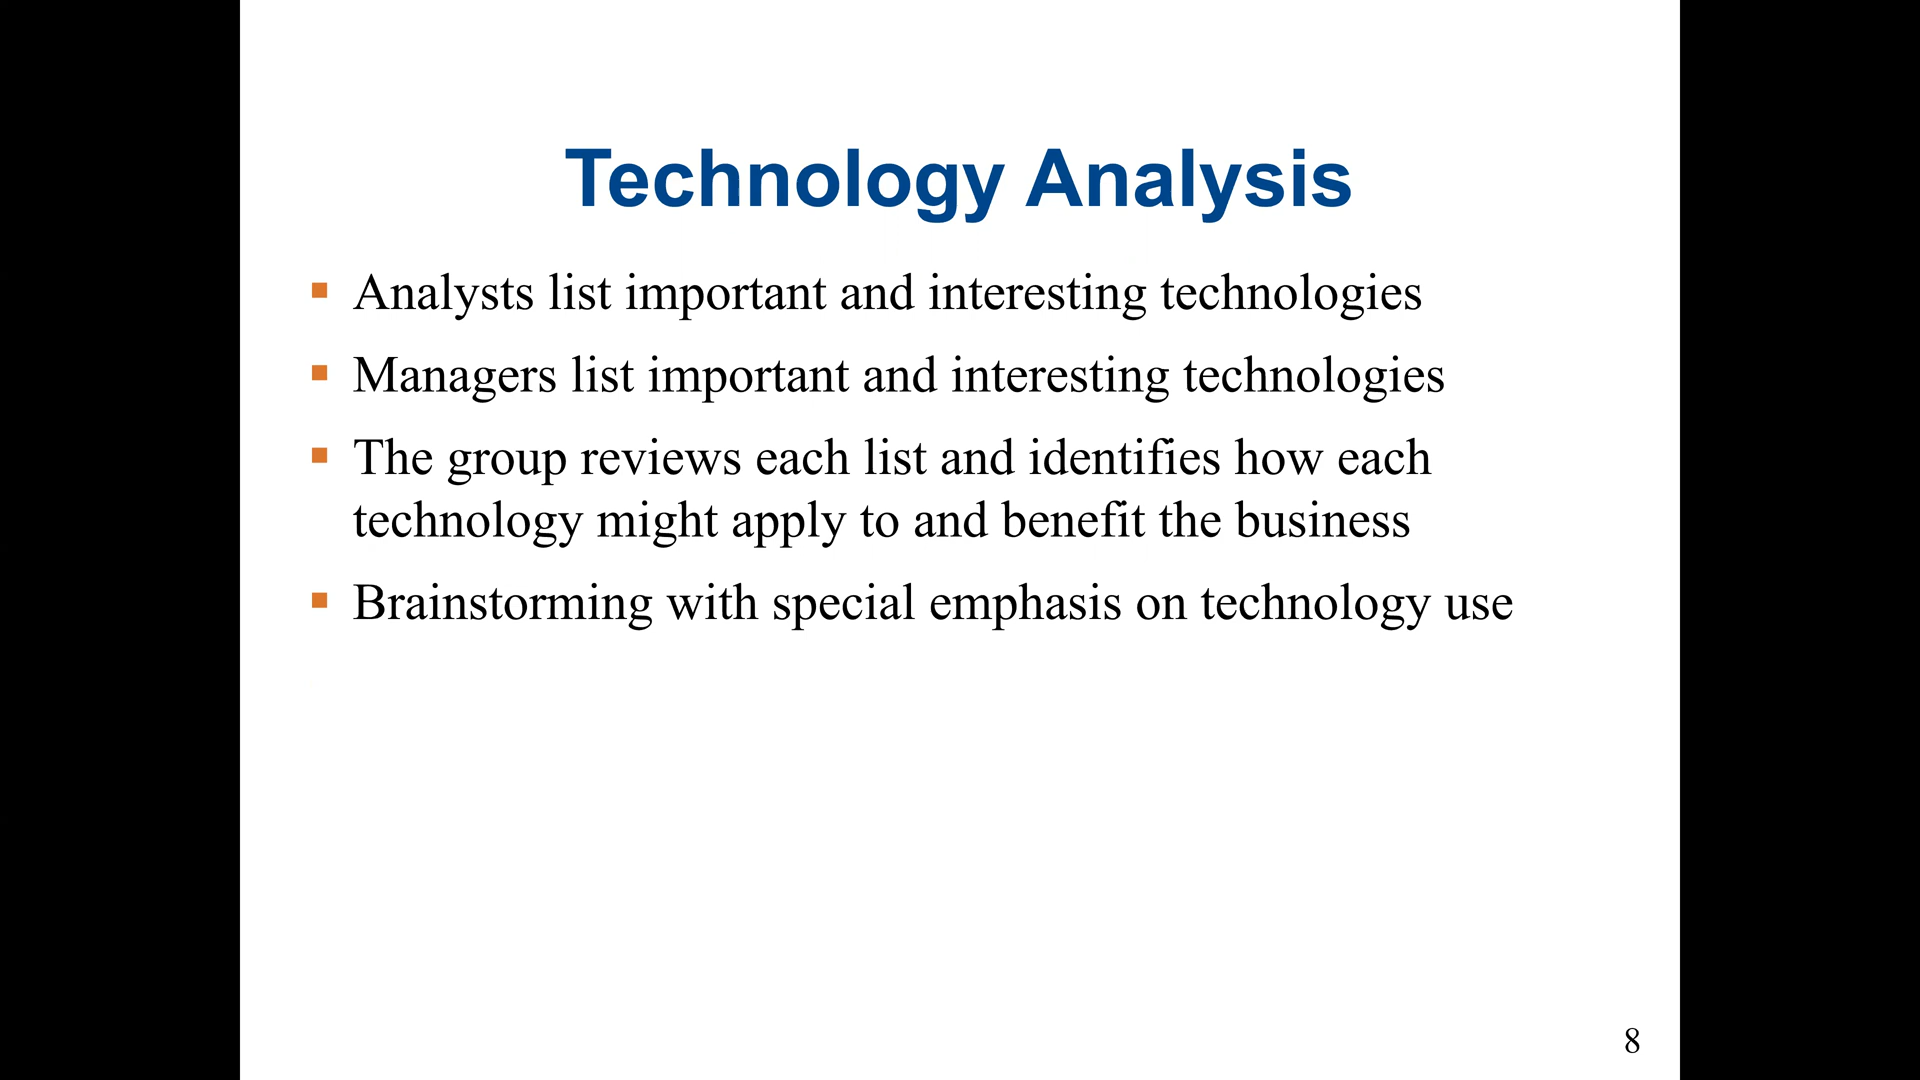 Technology Analysis
▪ Analysts list important and interesting technologies
▪ Managers list important and interesting technologies
▪ The group reviews each list and identifies how each
technology might apply to and benefit the business
▪ Brainstorming with special emphasis on technology use
8